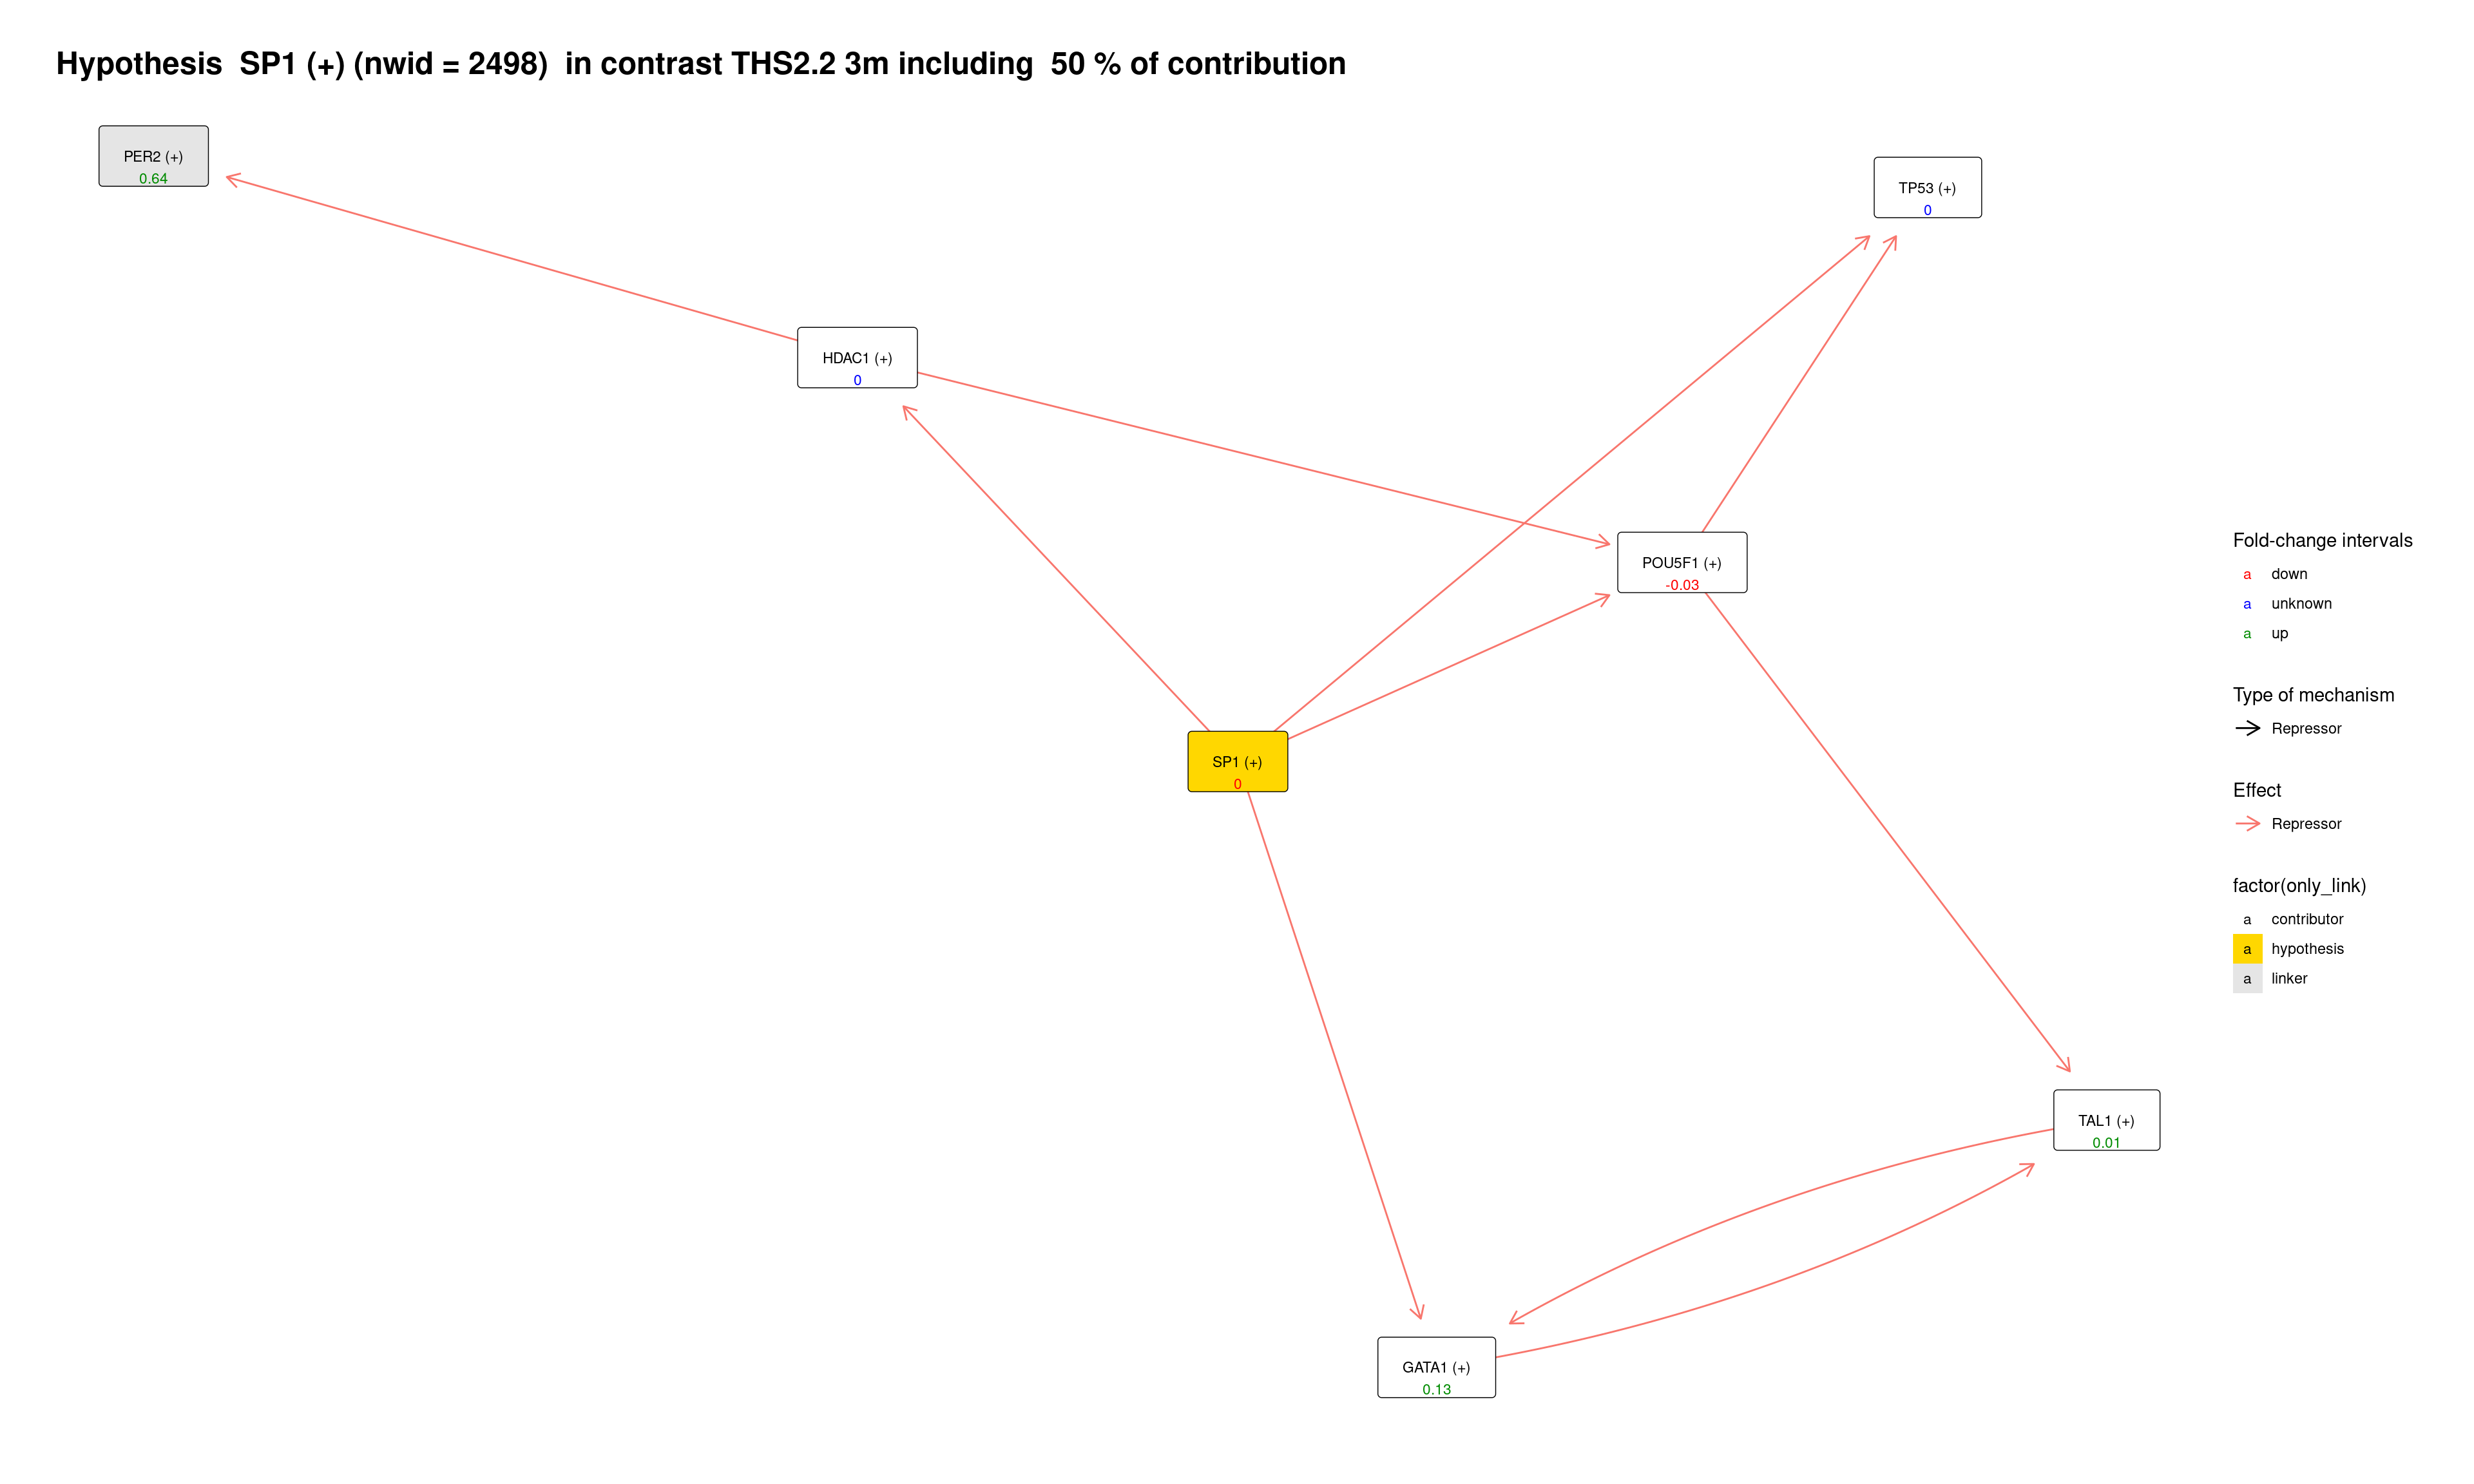 Hypothesis  SP1 (+) (nwid = 2498)  in contrast THS2.2 3m including  50 % of contribution
PER2 (+)
0.64
TP53 (+)
0
HDAC1 (+)
0
POU5F1 (+)
-0.03
SP1 (+)
0
TAL1 (+)
0.01
GATA1 (+)
0.13
Fold-change intervals
a down
a unknown
a up
Type of mechanism
Repressor
Effect
Repressor
factor(only_link)
a contributor
a hypothesis
a linker